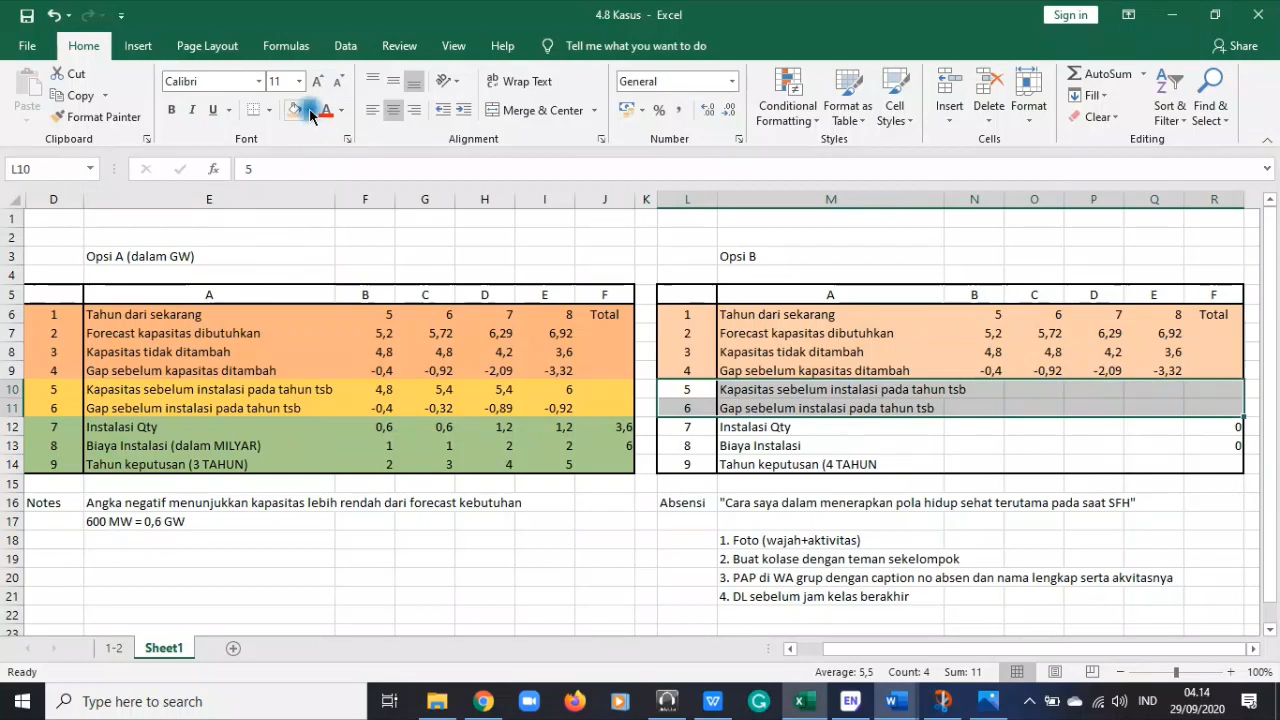 4.8 Kasus - Excel
Sign in
File Home Insert Page Layout Formulas Data Review View Help Tell me what you want to do Share
Paste
Cut
Copy
Format Painter
Clipboard
Calibri 11
B I U
A
Font
Wrap Text
Merge & Center
Alignment
General
%
Number
Conditional Formatting
Format as Table
Cell Styles
Styles
Insert
Delete
Format
Cells
AutoSum
Fill
Clear
Sort & Filter
Find & Select
Editing
L10 fx 5
D E F G H I J K L M N O P Q R
1
2
3 Opsi A (dalam GW) Opsi B
4
5 A B C D E F A B C D E F
6 1 Tahun dari sekarang 5 6 7 8 Total 1 Tahun dari sekarang 5 6 7 8 Total
7 2 Forecast kapasitas dibutuhkan 5,2 5,72 6,29 6,92 2 Forecast kapasitas dibutuhkan 5,2 5,72 6,29 6,92
8 3 Kapasitas tidak ditambah 4,8 4,8 4,2 3,6 3 Kapasitas tidak ditambah 4,8 4,8 4,2 3,6
9 4 Gap sebelum kapasitas ditambah -0,4 -0,92 -2,09 -3,32 4 Gap sebelum kapasitas ditambah -0,4 -0,92 -2,09 -3,32
10 5 Kapasitas sebelum instalasi pada tahun tsb 4,8 5,4 5,4 6 5 Kapasitas sebelum instalasi pada tahun tsb
11 6 Gap sebelum instalasi pada tahun tsb -0,4 -0,32 -0,89 -0,92 6 Gap sebelum instalasi pada tahun tsb
12 7 Instalasi Qty 0,6 0,6 1,2 1,2 3,6 7 Instalasi Qty 0
13 8 Biaya Instalasi (dalam MILYAR) 1 1 2 2 6 8 Biaya Instalasi 0
14 9 Tahun keputusan (3 TAHUN) 2 3 4 5 9 Tahun keputusan (4 TAHUN
15
16 Notes Angka negatif menunjukkan kapasitas lebih rendah dari forecast kebutuhan Absensi "Cara saya dalam menerapkan pola hidup sehat terutama pada saat SFH"
17 600 MW = 0,6 GW
18 1. Foto (wajah+aktivitas)
19 2. Buat kolase dengan teman sekelompok
20 3. PAP di WA grup dengan caption no absen dan nama lengkap serta akvitasnya
21 4. DL sebelum jam kelas berakhir
22
23
1-2 Sheet1
Ready Average: 5,5 Count: 4 Sum: 11 100%
Type here to search
EN
IND
04.14
29/09/2020